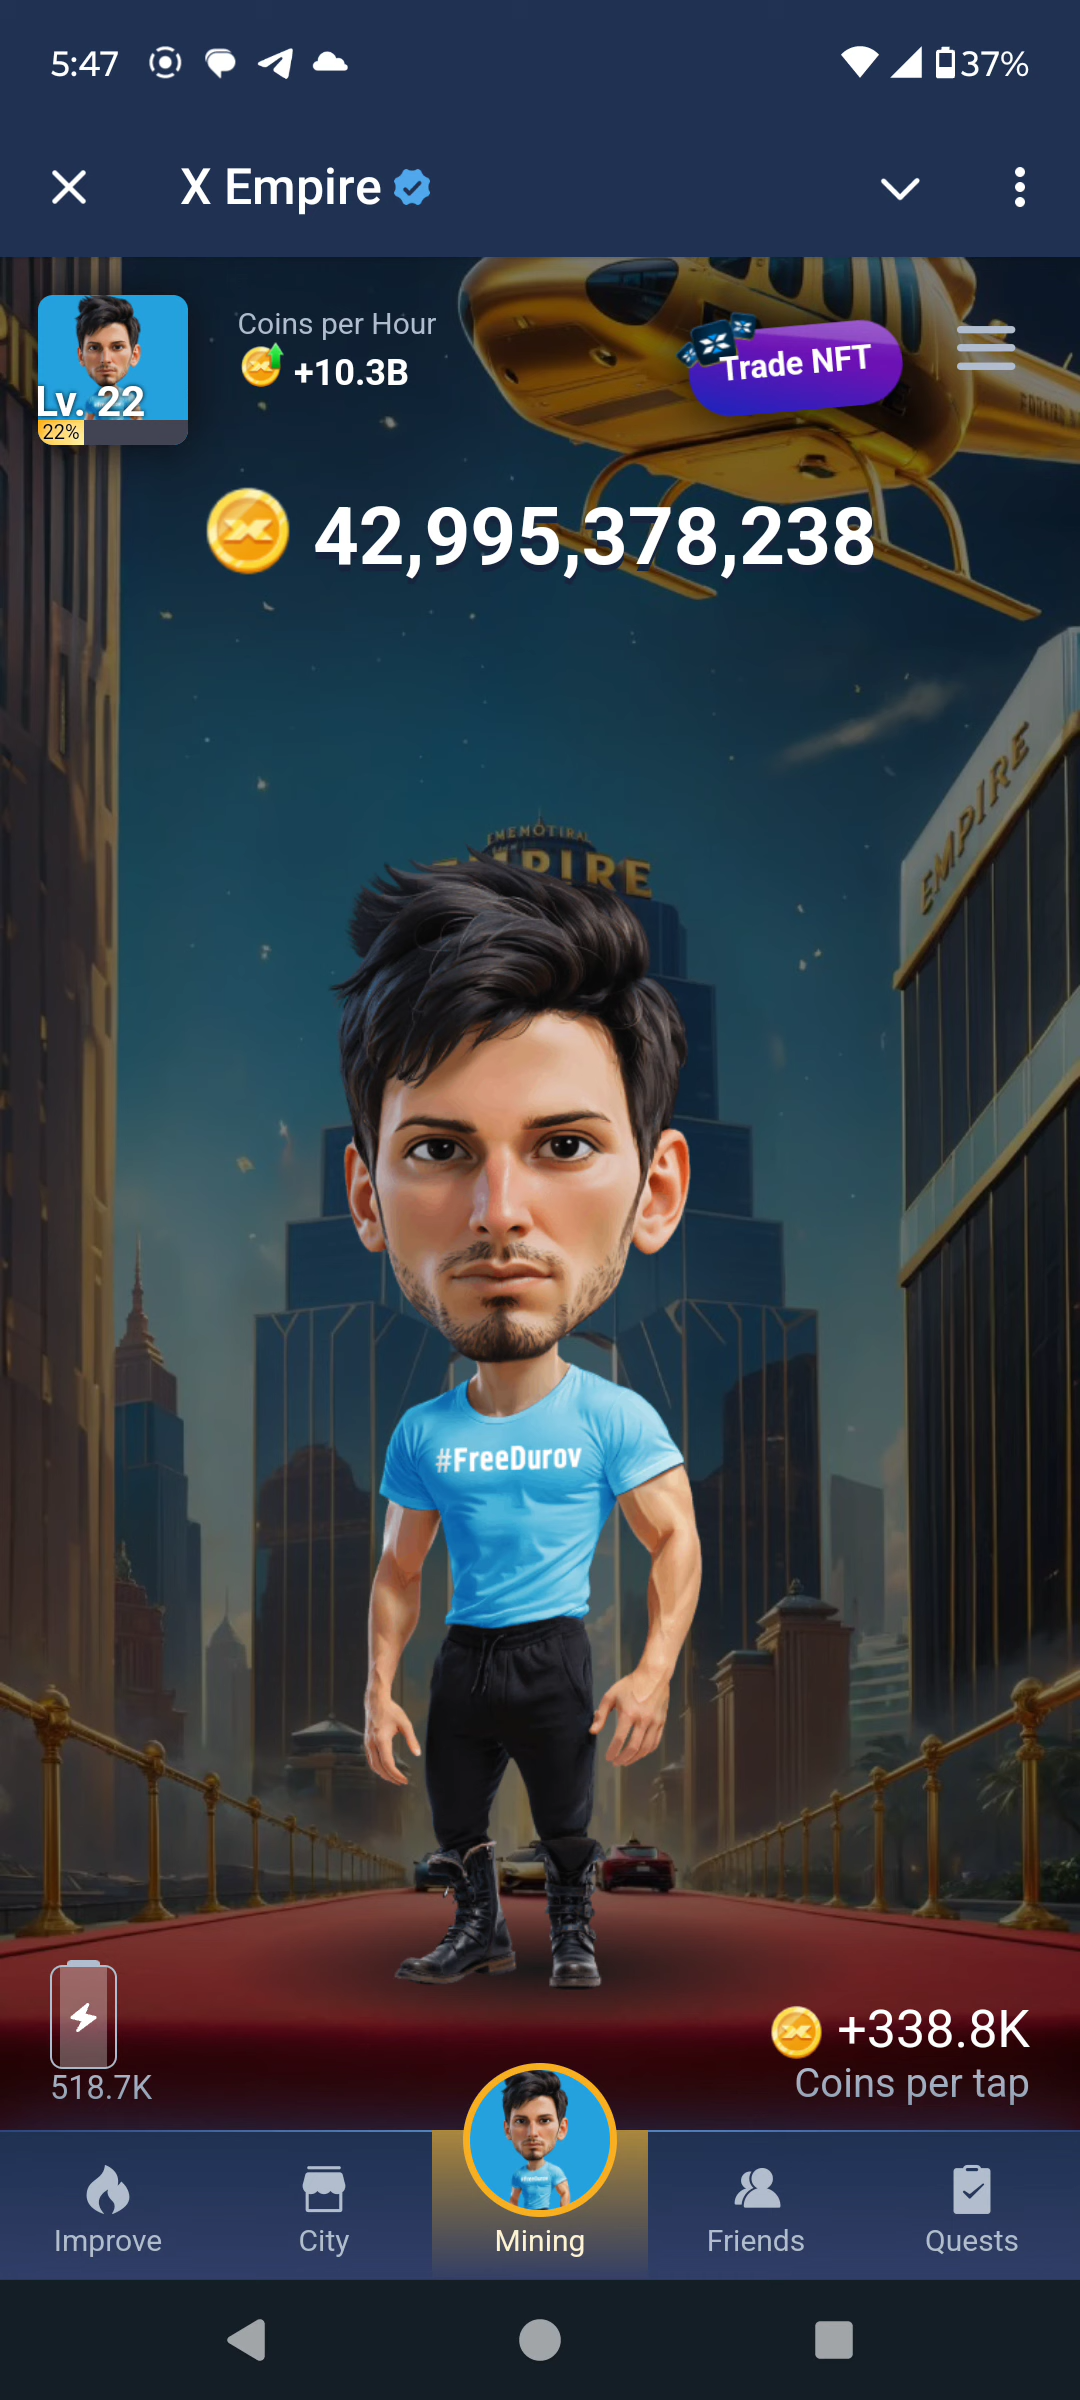 5:47
37%
X Empire
Coins per Hour
+10.3B
Trade NFT
Lv. 22
22%
42,995,378,238
EMPIRE
#FreeDurov
518.7K
+338.8K
Coins per tap
Improve
City
Mining
Friends
Quests